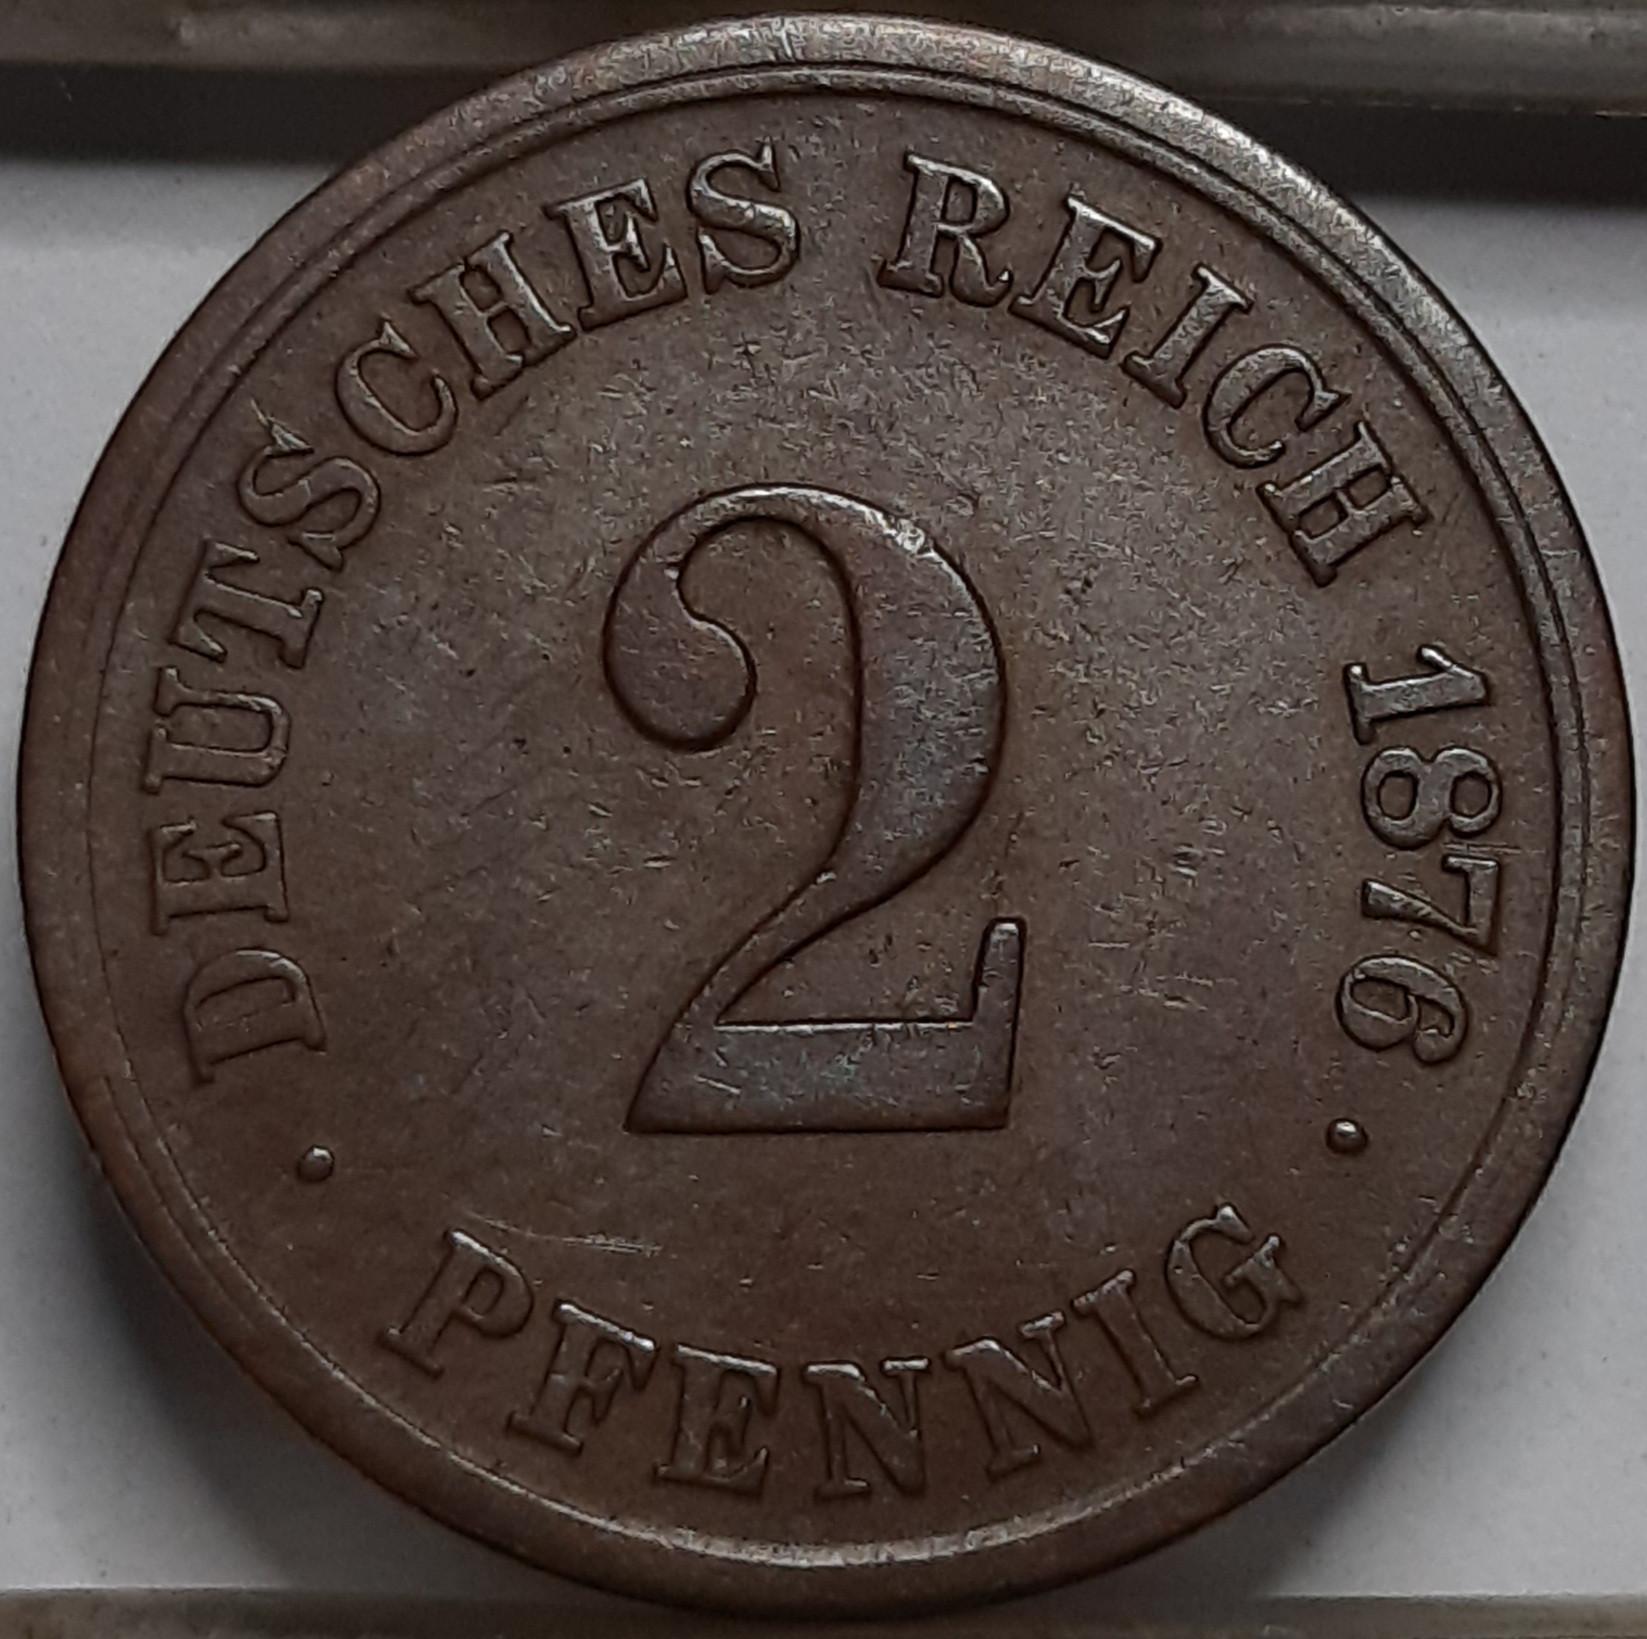 DEUTSCHES REICH 1876
2
PFENNIG